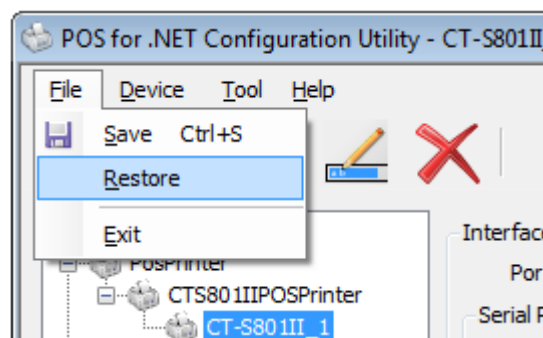 POS for .NET Configuration Utility - CT-S801II
File Device Tool Help
Save Ctrl+S
Restore
Exit
Interface
PosPrinter
Por
CTS801IIPOSPrinter
Serial P
CT-S801II_1